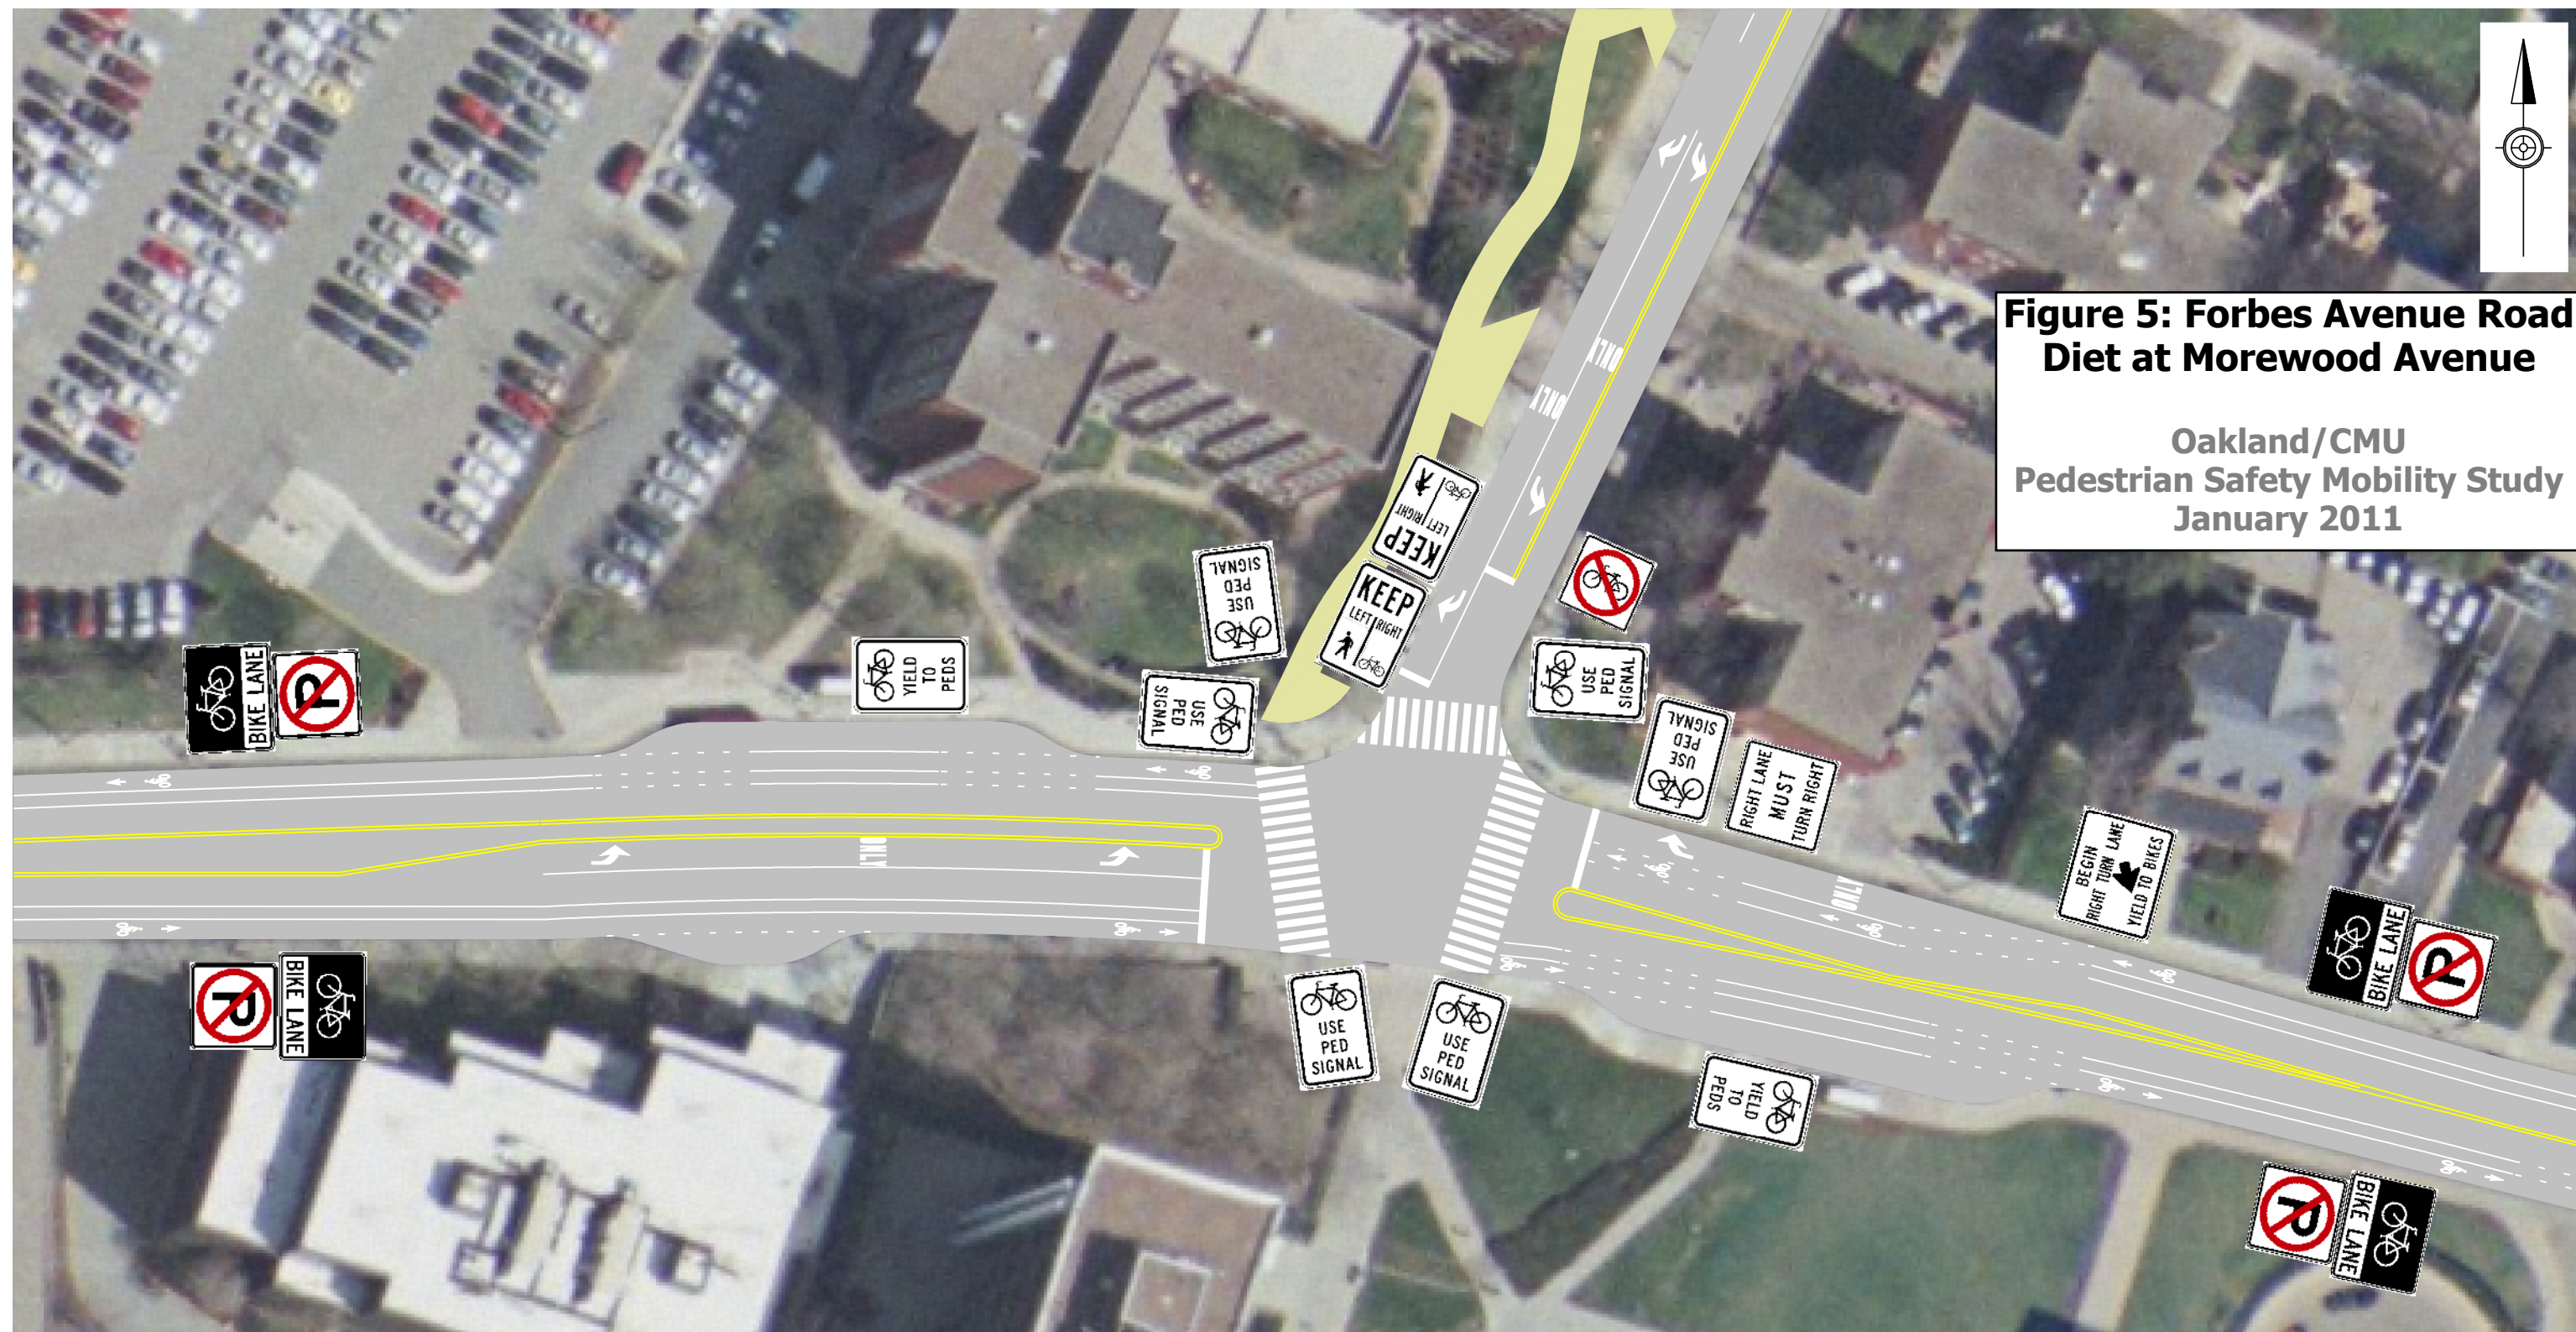 Figure 5: Forbes Avenue Road
Diet at Morewood Avenue
Oakland/CMU
Pedestrian Safety Mobility Study
January 2011
ONLY
ONLY
KEEP
LEFT RIGHT
KEEP
LEFT RIGHT
USE
PED
SIGNAL
USE
PED
SIGNAL
YIELD
TO
PEDS
BIKE LANE
P
USE
PED
SIGNAL
USE
PED
SIGNAL
RIGHT LANE
MUST
TURN RIGHT
BEGIN
RIGHT TURN LANE
YIELD TO BIKES
BIKE LANE
P
ONLY
ONLY
P
BIKE LANE
USE
PED
SIGNAL
USE
PED
SIGNAL
YIELD
TO
PEDS
P
BIKE LANE